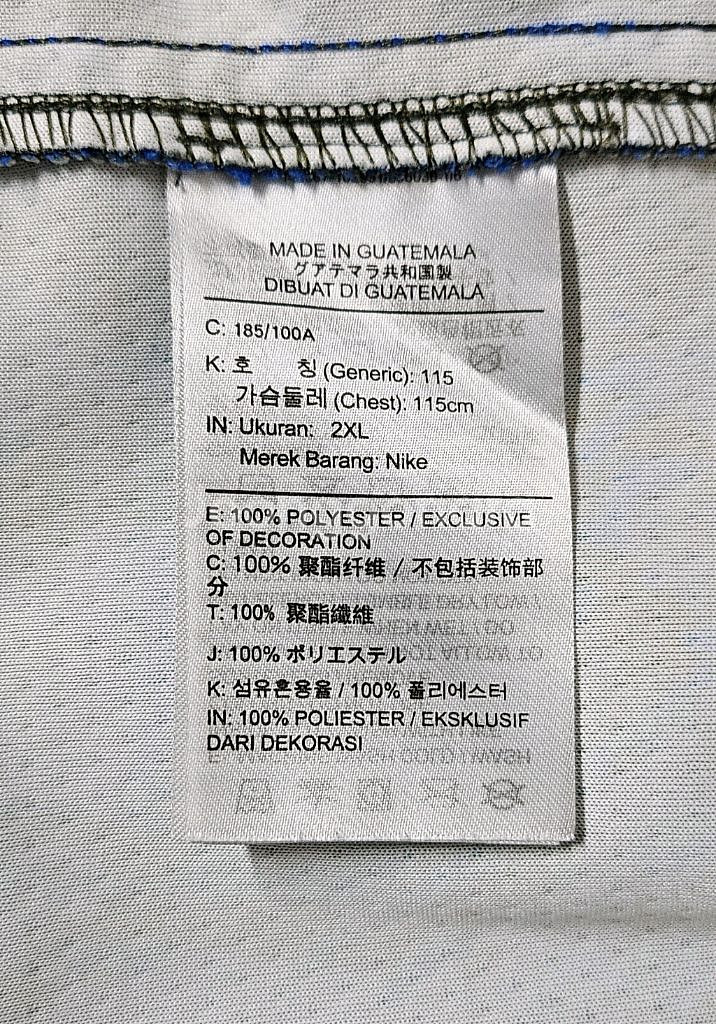 MADE IN GUATEMALA
グアテマラ共和国製
DIBUAT DI GUATEMALA
C: 185/100A
K: 호 칭 (Generic): 115
가슴둘레 (Chest): 115cm
IN: Ukuran: 2XL
Merek Barang: Nike
E: 100% POLYESTER / EXCLUSIVE
OF DECORATION
C: 100% 聚酯纤维 / 不包括装饰部
分
T: 100% 聚酯纖維
J: 100% ポリエステル
K: 섬유혼용율 / 100% 폴리에스터
IN: 100% POLIESTER / EKSKLUSIF
DARI DEKORASI